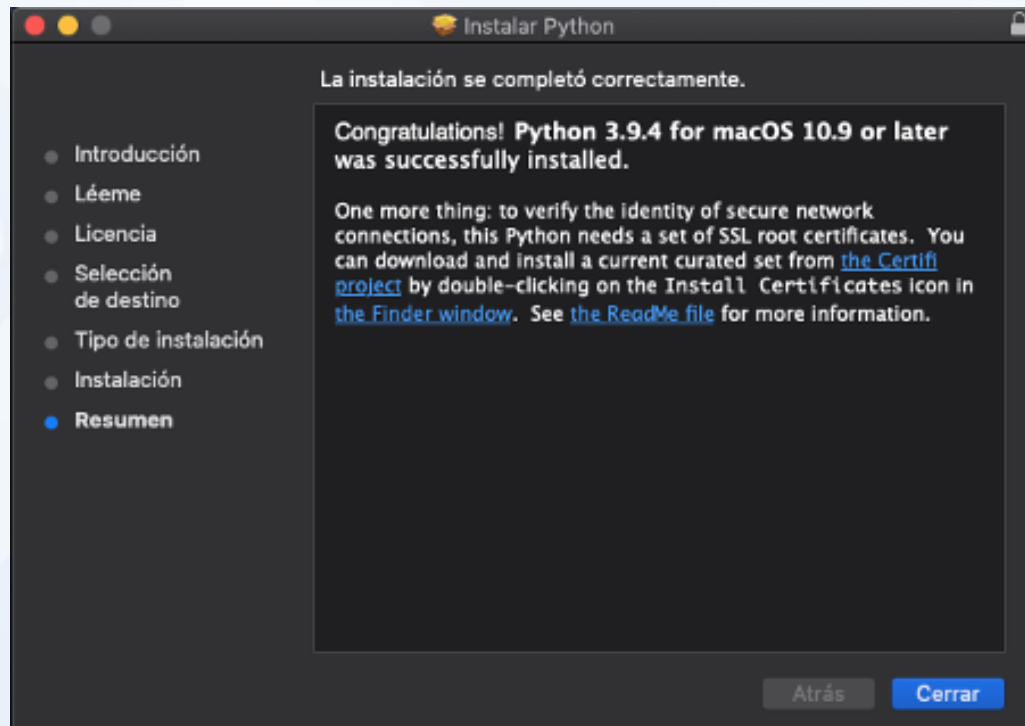 Instalar Python
La instalación se completó correctamente.
Introducción
Léeme
Licencia
Selección
de destino
Tipo de instalación
Instalación
Resumen
Congratulations! Python 3.9.4 for macOS 10.9 or later
was successfully installed.
One more thing: to verify the identity of secure network
connections, this Python needs a set of SSL root certificates.  You
can download and install a current curated set from the Certifi
project by double-clicking on the Install Certificates icon in
the Finder window.  See the ReadMe file for more information.
Atrás
Cerrar